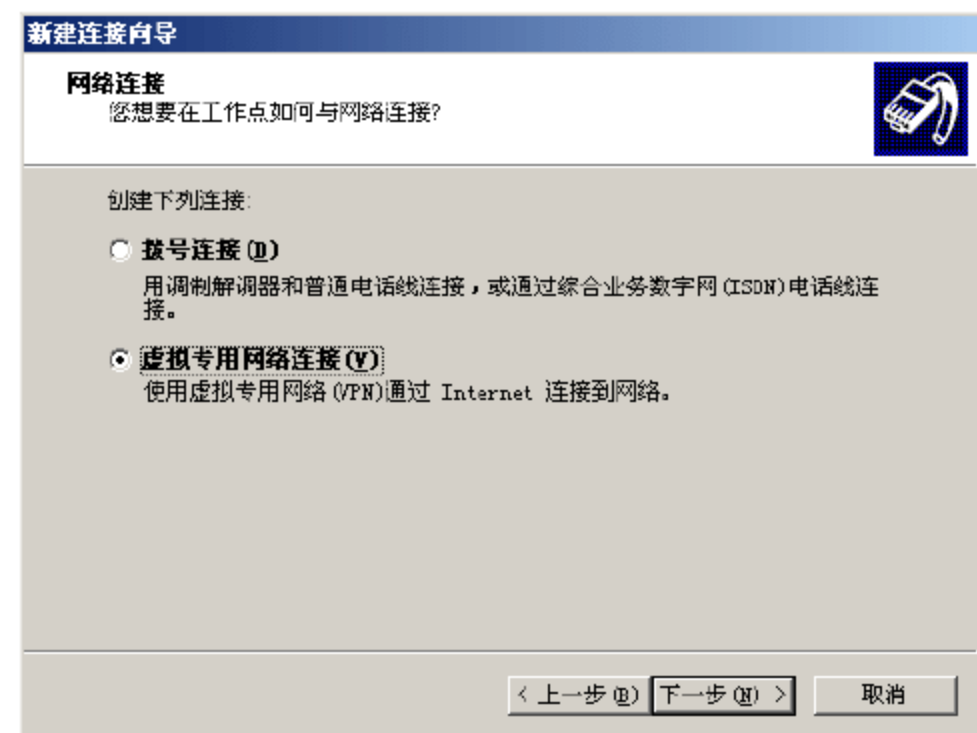 新建连接向导
网络连接
您想要在工作点如何与网络连接?
创建下列连接:
拨号连接(D)
用调制解调器和普通电话线连接，或通过综合业务数字网(ISDN)电话线连
接。
虚拟专用网络连接(V)
使用虚拟专用网络(VPN)通过 Internet 连接到网络。
< 上一步(B) 下一步(N) > 取消